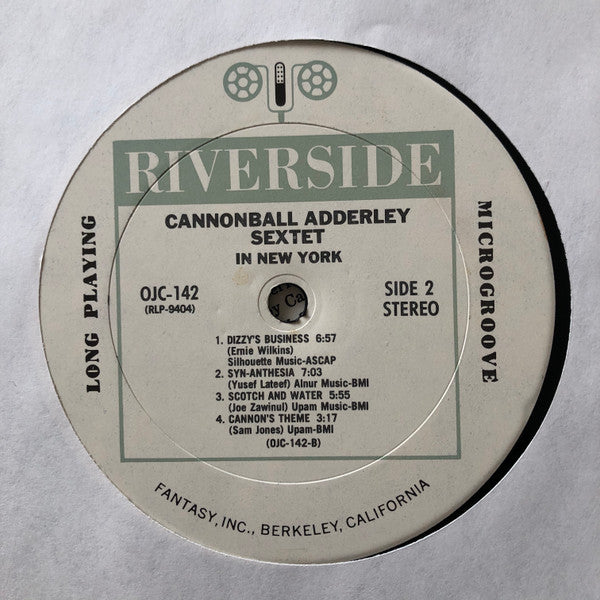 RIVERSIDE
CANNONBALL ADDERLEY
SEXTET
IN NEW YORK
LONG PLAYING
MICROGROOVE
OJC-142
(RLP-9404)
SIDE 2
STEREO
1. DIZZY'S BUSINESS 6:57
(Ernie Wilkins)
Silhouette Music-ASCAP
2. SYN-ANTHESIA 7:03
(Yusef Lateef) Alnur Music-BMI
3. SCOTCH AND WATER 5:55
(Joe Zawinul) Upam Music-BMI
4. CANNON'S THEME 3:17
(Sam Jones) Upam-BMI
(OJC-142-B)
FANTASY, INC., BERKELEY, CALIFORNIA